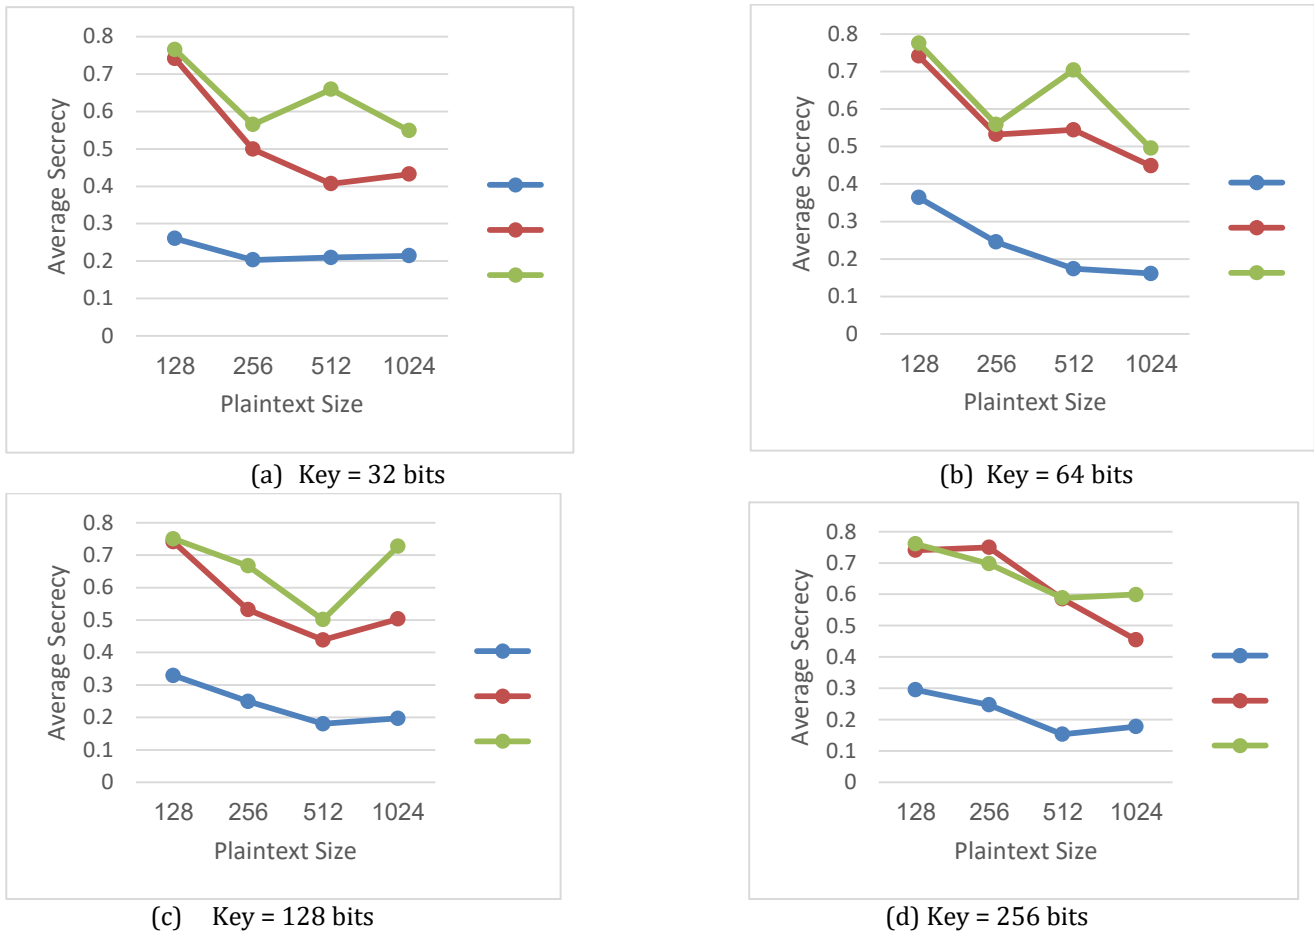 0.8
0.7
0.6
0.5
0.4
0.3
0.2
0.1
0
Average Secrecy
128 256 512 1024
Plaintext Size
(a) Key = 32 bits
0.8
0.7
0.6
0.5
0.4
0.3
0.2
0.1
0
Average Secrecy
128 256 512 1024
Plaintext Size
(b) Key = 64 bits
0.8
0.7
0.6
0.5
0.4
0.3
0.2
0.1
0
Average Secrecy
128 256 512 1024
Plaintext Size
(c) Key = 128 bits
0.8
0.7
0.6
0.5
0.4
0.3
0.2
0.1
0
Average Secrecy
128 256 512 1024
Plaintext Size
(d) Key = 256 bits